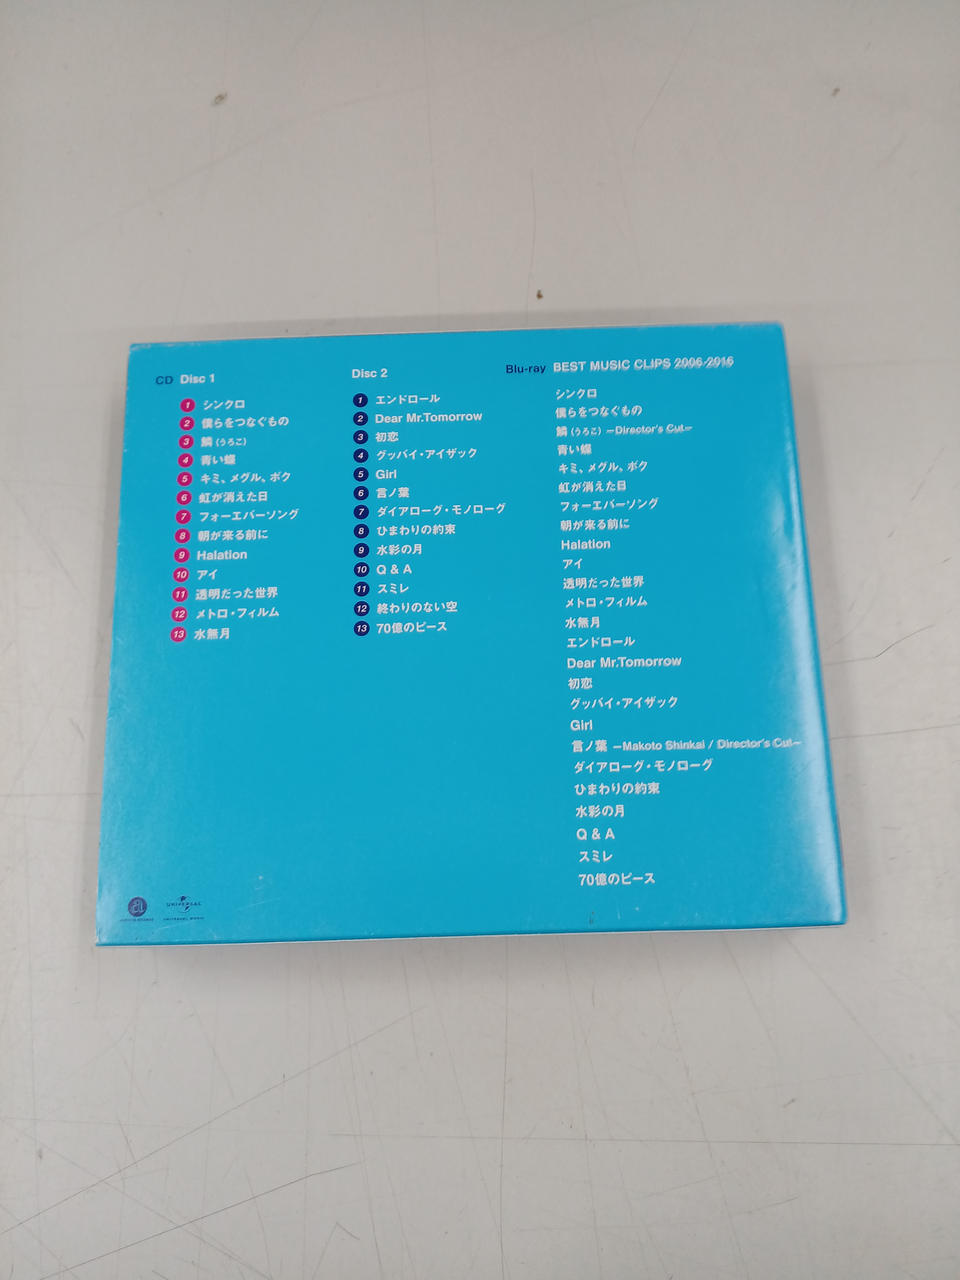 CD Disc 1
1 シンクロ
2 僕らをつなぐもの
3 鱗(うろこ)
4 青い蝶
5 キミ、メグル、ボク
6 虹が消えた日
7 フォーエバーソング
8 朝が来る前に
9 Halation
10 アイ
11 透明だった世界
12 メトロ・フィルム
13 水無月
Disc 2
1 エンドロール
2 Dear Mr.Tomorrow
3 初恋
4 グッバイ・アイザック
5 Girl
6 言ノ葉
7 ダイアローグ・モノローグ
8 ひまわりの約束
9 水彩の月
10 Q & A
11 スミレ
12 終わりのない空
13 70億のピース
Blu-ray BEST MUSIC CLIPS 2006-2016
シンクロ
僕らをつなぐもの
鱗(うろこ) −Director's Cut−
青い蝶
キミ、メグル、ボク
虹が消えた日
フォーエバーソング
朝が来る前に
Halation
アイ
透明だった世界
メトロ・フィルム
水無月
エンドロール
Dear Mr.Tomorrow
初恋
グッバイ・アイザック
Girl
言ノ葉 −Makoto Shinkai / Director's Cut−
ダイアローグ・モノローグ
ひまわりの約束
水彩の月
Q & A
スミレ
70億のピース
UNIVERSAL
UNIVERSAL MUSIC